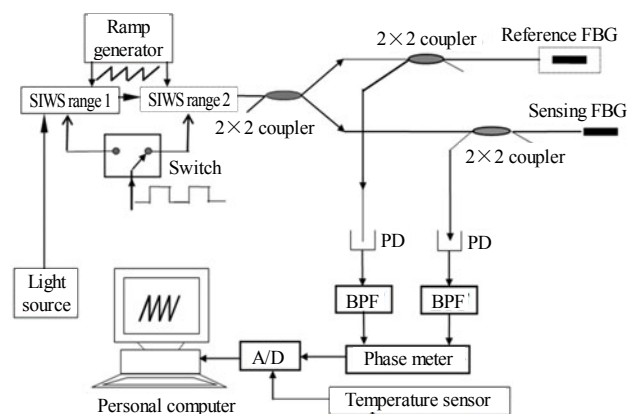 Ramp
generator
SIWS range 1
SIWS range 2
2×2 coupler
2×2 coupler
Reference FBG
Sensing FBG
2×2 coupler
Switch
Light
source
PD
PD
BPF
BPF
A/D
Phase meter
Personal computer
Temperature sensor